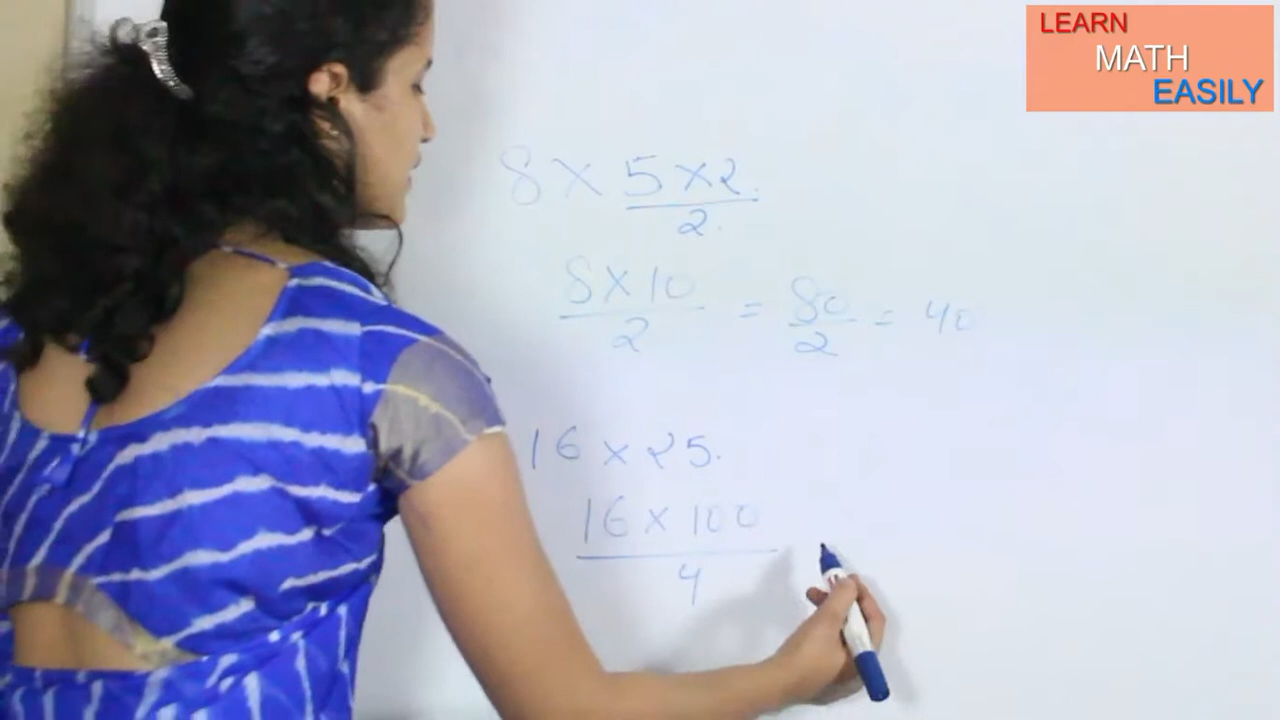 LEARN
MATH
EASILY
8 × 5 × 2.
2.
8 × 10
2
= 80
2
= 40
16 × 25.
16 × 100
4